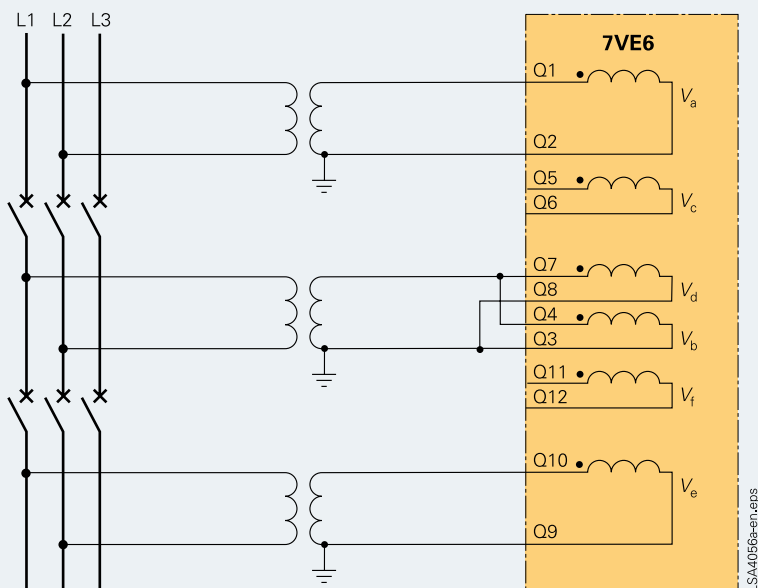 L1 L2 L3
7VE6
Q1
Va
Q2
Q5
Q6
Vc
Q7
Q8
Vd
Q4
Q3
Vb
Q11
Q12
Vf
Q10
Ve
Q9
SA4056a-en.eps